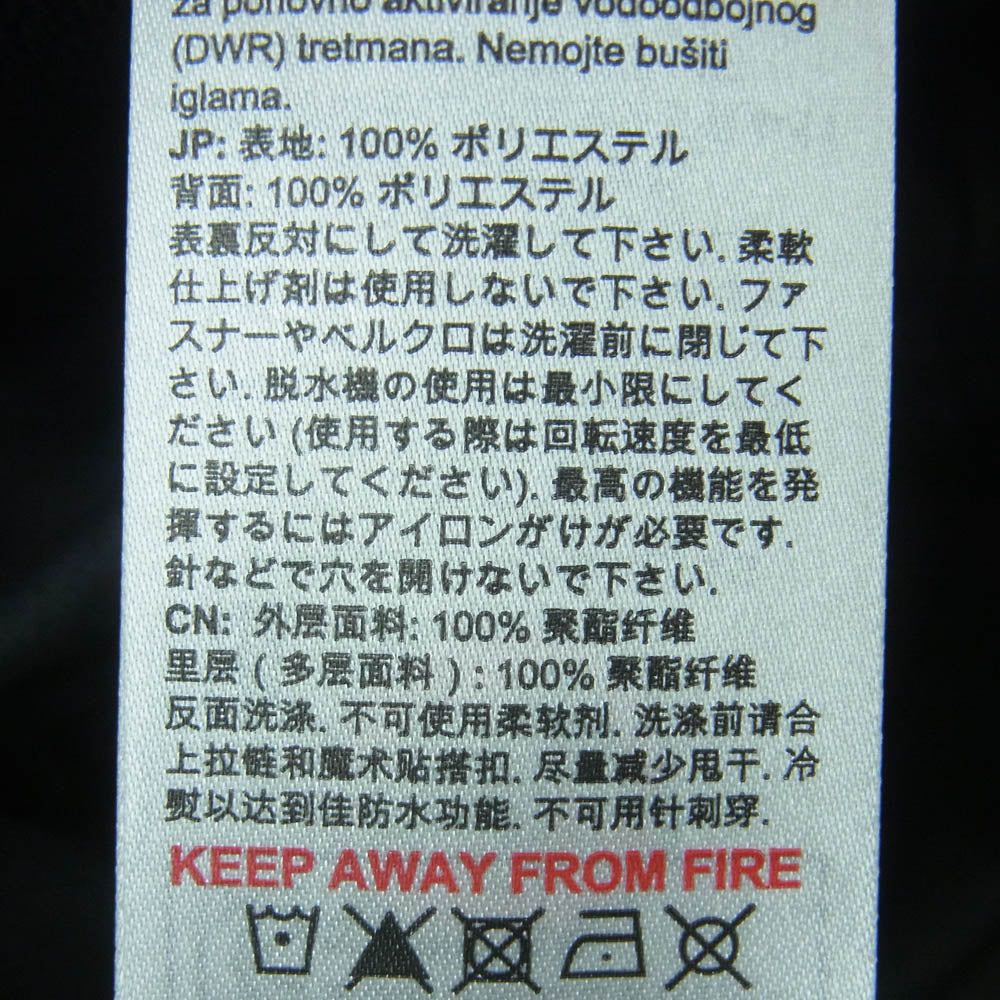 za ponovno aktiviranje vodoodbojnog
(DWR) tretmana. Nemojte bušiti
iglama.
JP: 表地: 100% ポリエステル
背面: 100% ポリエステル
表裏反対にして洗濯して下さい. 柔軟
仕上げ剤は使用しないで下さい. ファ
スナーやベルクロは洗濯前に閉じて下
さい. 脱水機の使用は最小限にしてく
ださい (使用する際は回転速度を最低
に設定してください). 最高の機能を発
揮するにはアイロンがけが必要です.
針などで穴を開けないで下さい.
CN: 外层面料: 100% 聚酯纤维
里层 ( 多层面料 ) : 100% 聚酯纤维
反面洗涤. 不可使用柔软剂. 洗涤前请合
上拉链和魔术贴搭扣. 尽量减少甩干. 冷
熨以达到佳防水功能. 不可用针刺穿.
KEEP AWAY FROM FIRE